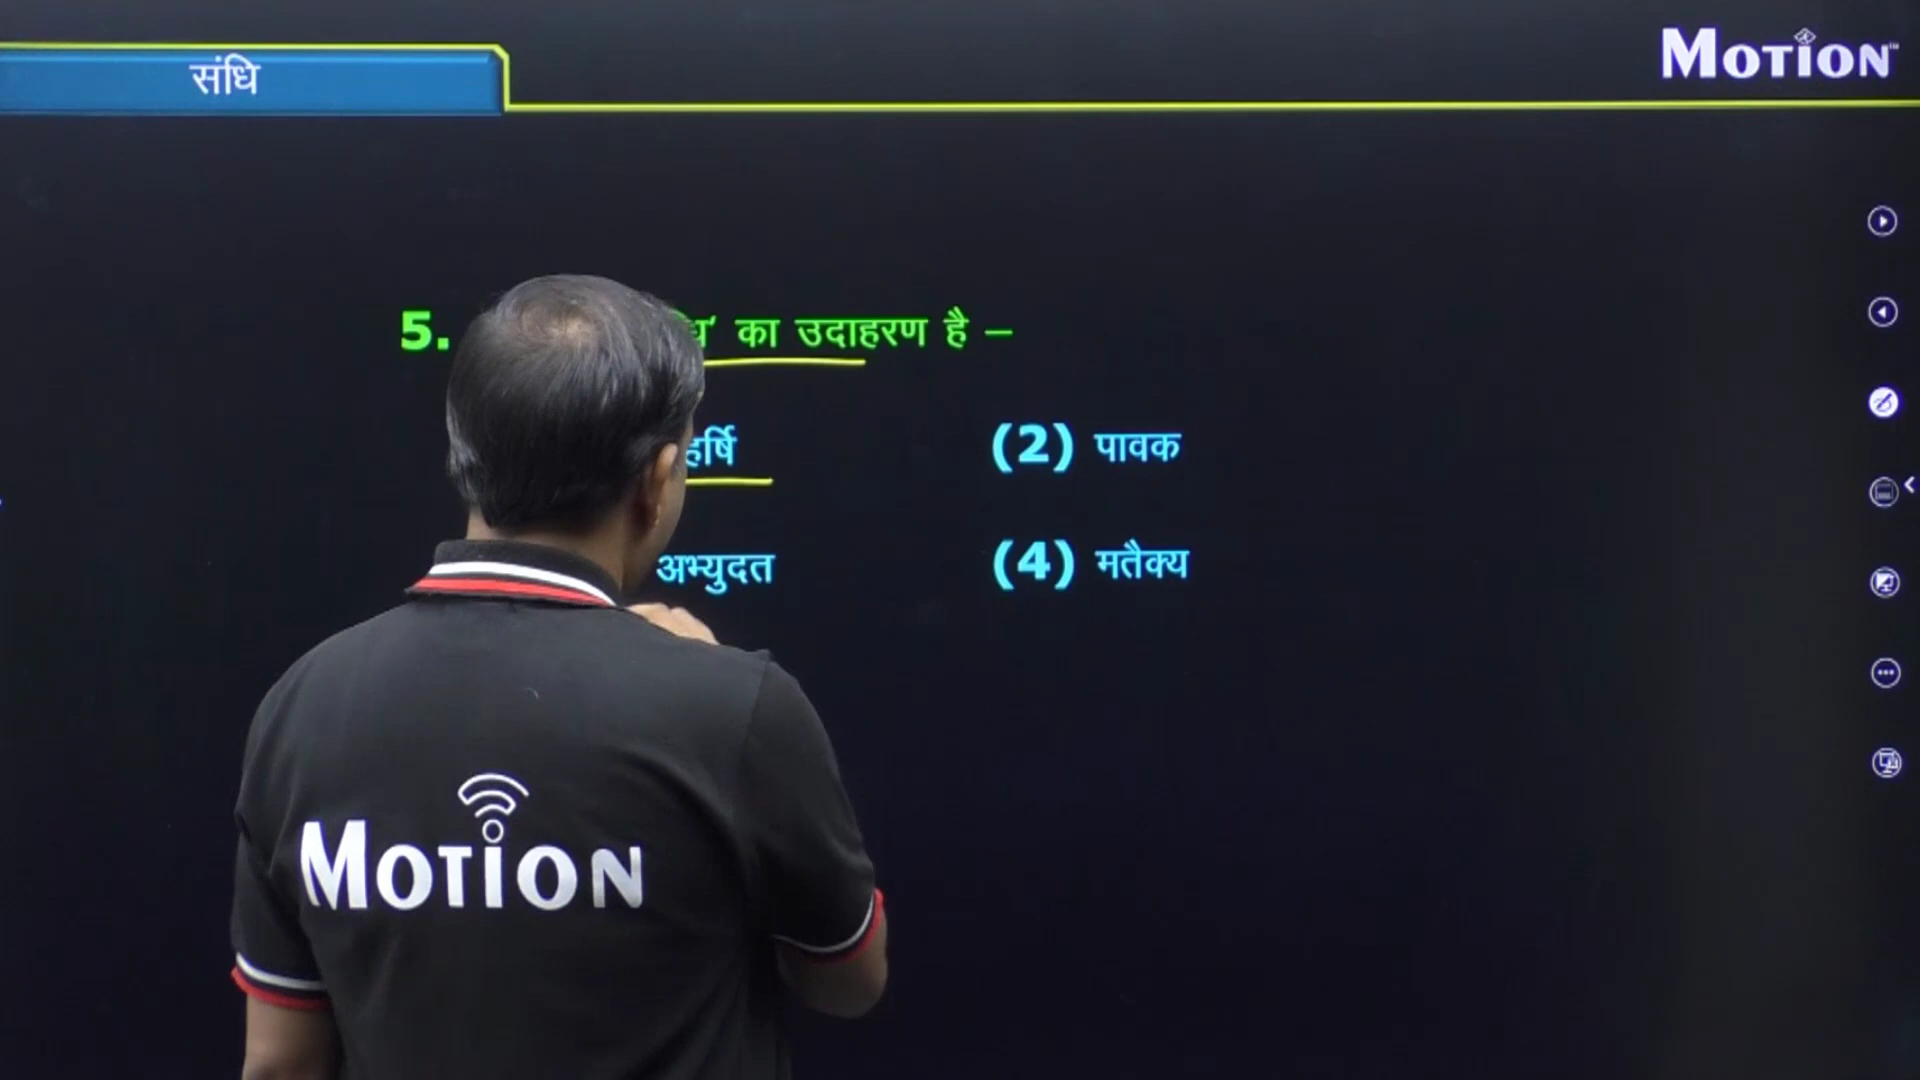 संधि
MOTION
5. का उदाहरण है –
(2) पावक
अभ्युदत
(4) मतैक्य
MOTION